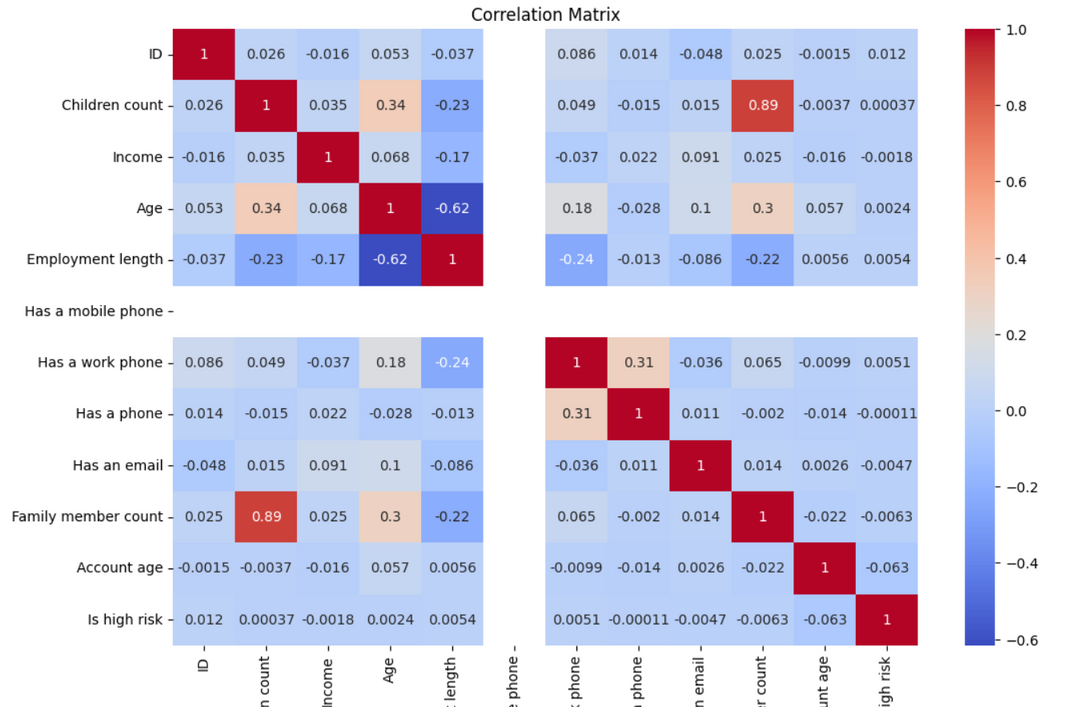 Correlation Matrix
ID 1 0.026 -0.016 0.053 -0.037 0.086 0.014 -0.048 0.025 -0.0015 0.012
Children count 0.026 1 0.035 0.34 -0.23 0.049 -0.015 0.015 0.89 -0.0037 0.00037
Income -0.016 0.035 1 0.068 -0.17 -0.037 0.022 0.091 0.025 -0.016 -0.0018
Age 0.053 0.34 0.068 1 -0.62 0.18 -0.028 0.1 0.3 0.057 0.0024
Employment length -0.037 -0.23 -0.17 -0.62 1 -0.24 -0.013 -0.086 -0.22 0.0056 0.0054
Has a mobile phone
Has a work phone 0.086 0.049 -0.037 0.18 -0.24 1 0.31 -0.036 0.065 -0.0099 0.0051
Has a phone 0.014 -0.015 0.022 -0.028 -0.013 0.31 1 0.011 -0.002 -0.014 -0.00011
Has an email -0.048 0.015 0.091 0.1 -0.086 -0.036 0.011 1 0.014 0.0026 -0.0047
Family member count 0.025 0.89 0.025 0.3 -0.22 0.065 -0.002 0.014 1 -0.022 -0.0063
Account age -0.0015 -0.0037 -0.016 0.057 0.0056 -0.0099 -0.014 0.0026 -0.022 1 -0.063
Is high risk 0.012 0.00037 -0.0018 0.0024 0.0054 0.0051 -0.00011 -0.0047 -0.0063 -0.063 1
ID
n count
Income
Age
length
phone
phone
phone
email
count
age
risk
1.0
0.8
0.6
0.4
0.2
0.0
−0.2
−0.4
−0.6